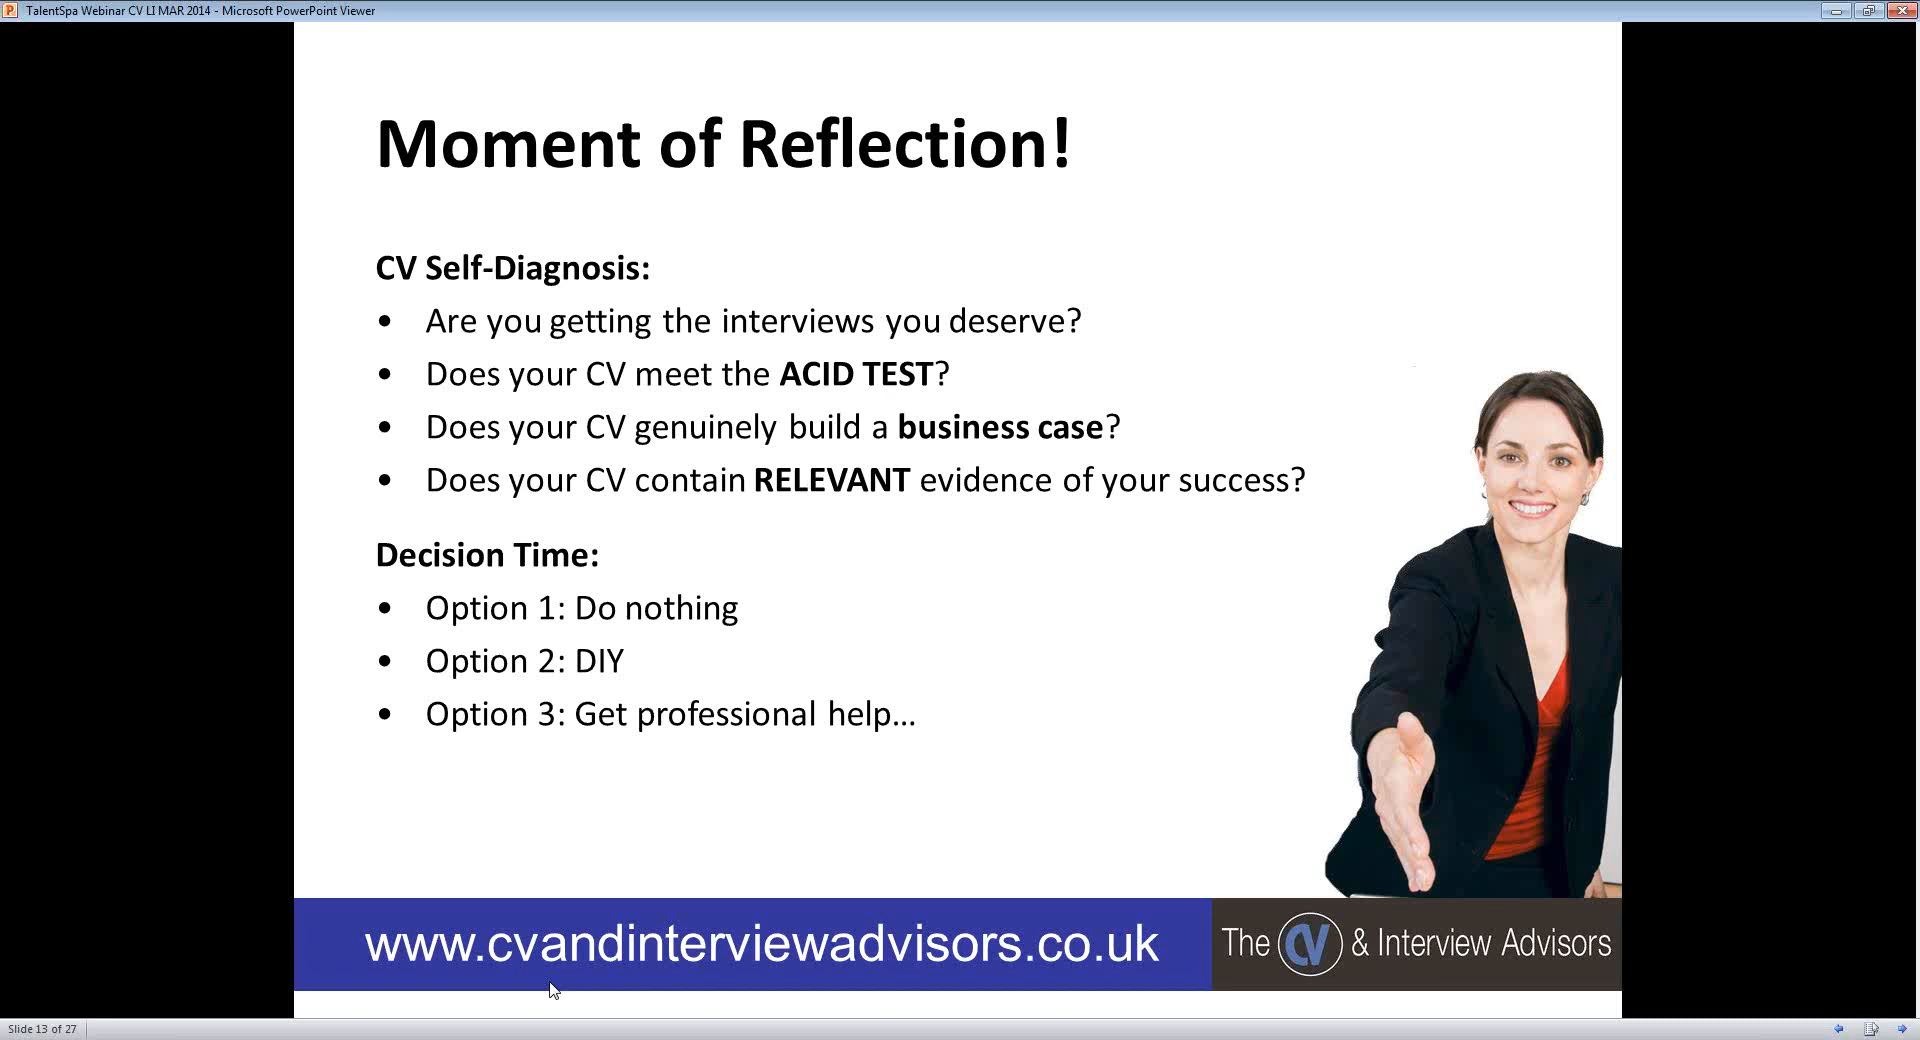 TalentSpa Webinar CV LI MAR 2014 - Microsoft PowerPoint Viewer
Moment of Reflection!
CV Self-Diagnosis:
• Are you getting the interviews you deserve?
• Does your CV meet the ACID TEST?
• Does your CV genuinely build a business case?
• Does your CV contain RELEVANT evidence of your success?
Decision Time:
• Option 1: Do nothing
• Option 2: DIY
• Option 3: Get professional help...
www.cvandinterviewadvisors.co.uk
The CV & Interview Advisors
Slide 13 of 27